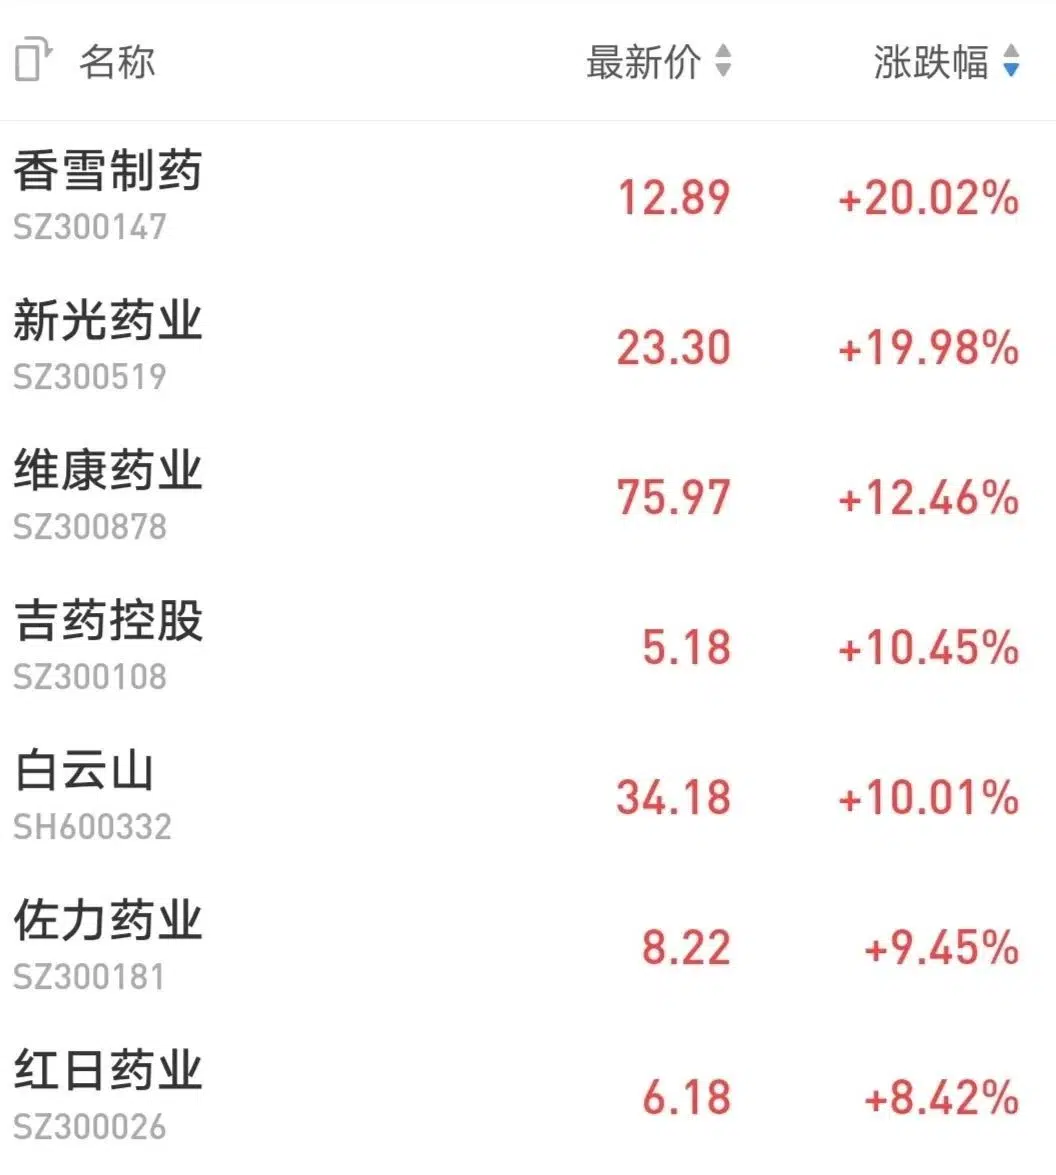 名称 最新价 涨跌幅
香雪制药 12.89 +20.02%
SZ300147
新光药业 23.30 +19.98%
SZ300519
维康药业 75.97 +12.46%
SZ300878
吉药控股 5.18 +10.45%
SZ300108
白云山 34.18 +10.01%
SH600332
佐力药业 8.22 +9.45%
SZ300181
红日药业 6.18 +8.42%
SZ300026